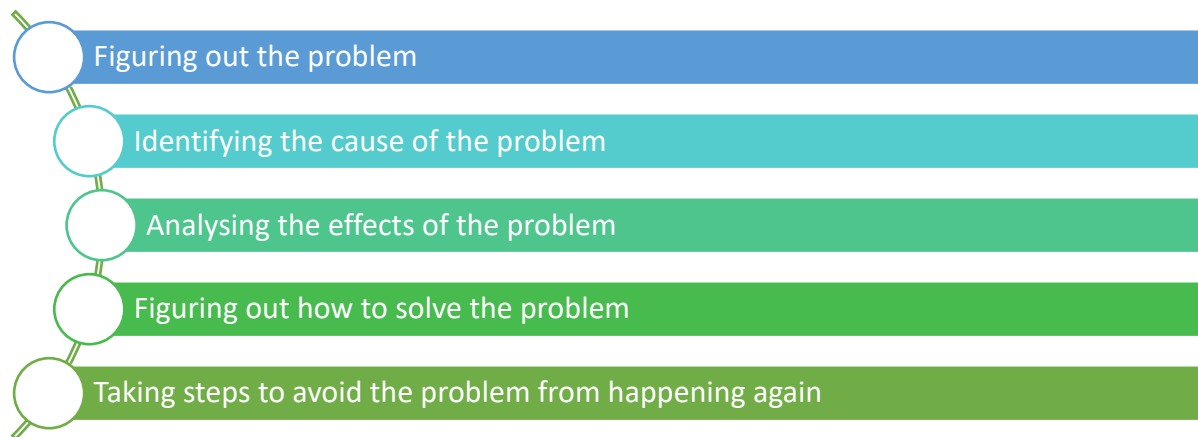 Figuring out the problem
Identifying the cause of the problem
Analysing the effects of the problem
Figuring out how to solve the problem
Taking steps to avoid the problem from happening again